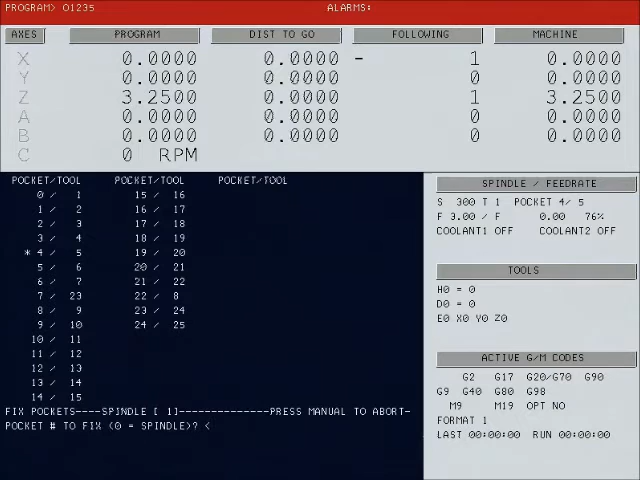 PROGRAM> O1235 ALARMS:
AXES PROGRAM DIST TO GO FOLLOWING MACHINE
X 0.0000 0.0000 - 1 0.0000
Y 0.0000 0.0000 0 0.0000
Z 3.2500 0.0000 1 3.2500
A 0.0000 0.0000 0 0.0000
B 0.0000 0.0000 0 0.0000
C 0 RPM
POCKET/TOOL POCKET/TOOL POCKET/TOOL
0 / 1 15 / 16
1 / 2 16 / 17
2 / 3 17 / 18
3 / 4 18 / 19
* 4 / 5 19 / 20
5 / 6 20 / 21
6 / 7 21 / 22
7 / 23 22 / 8
8 / 9 23 / 24
9 / 10 24 / 25
10 / 11
11 / 12
12 / 13
13 / 14
14 / 15
FIX POCKETS----SPINDLE [ 1]---------------PRESS MANUAL TO ABORT-
POCKET # TO FIX (0 = SPINDLE)? <
SPINDLE / FEEDRATE
S 300 T 1 POCKET 4/ 5
F 3.00 / F 0.00 76%
COOLANT1 OFF COOLANT2 OFF
TOOLS
H0 = 0
D0 = 0
E0 X0 Y0 Z0
ACTIVE G/M CODES
G2 G17 G20/G70 G90
G9 G40 G80 G98
M9 M19 OPT NO
FORMAT 1
LAST 00:00:00 RUN 00:00:00